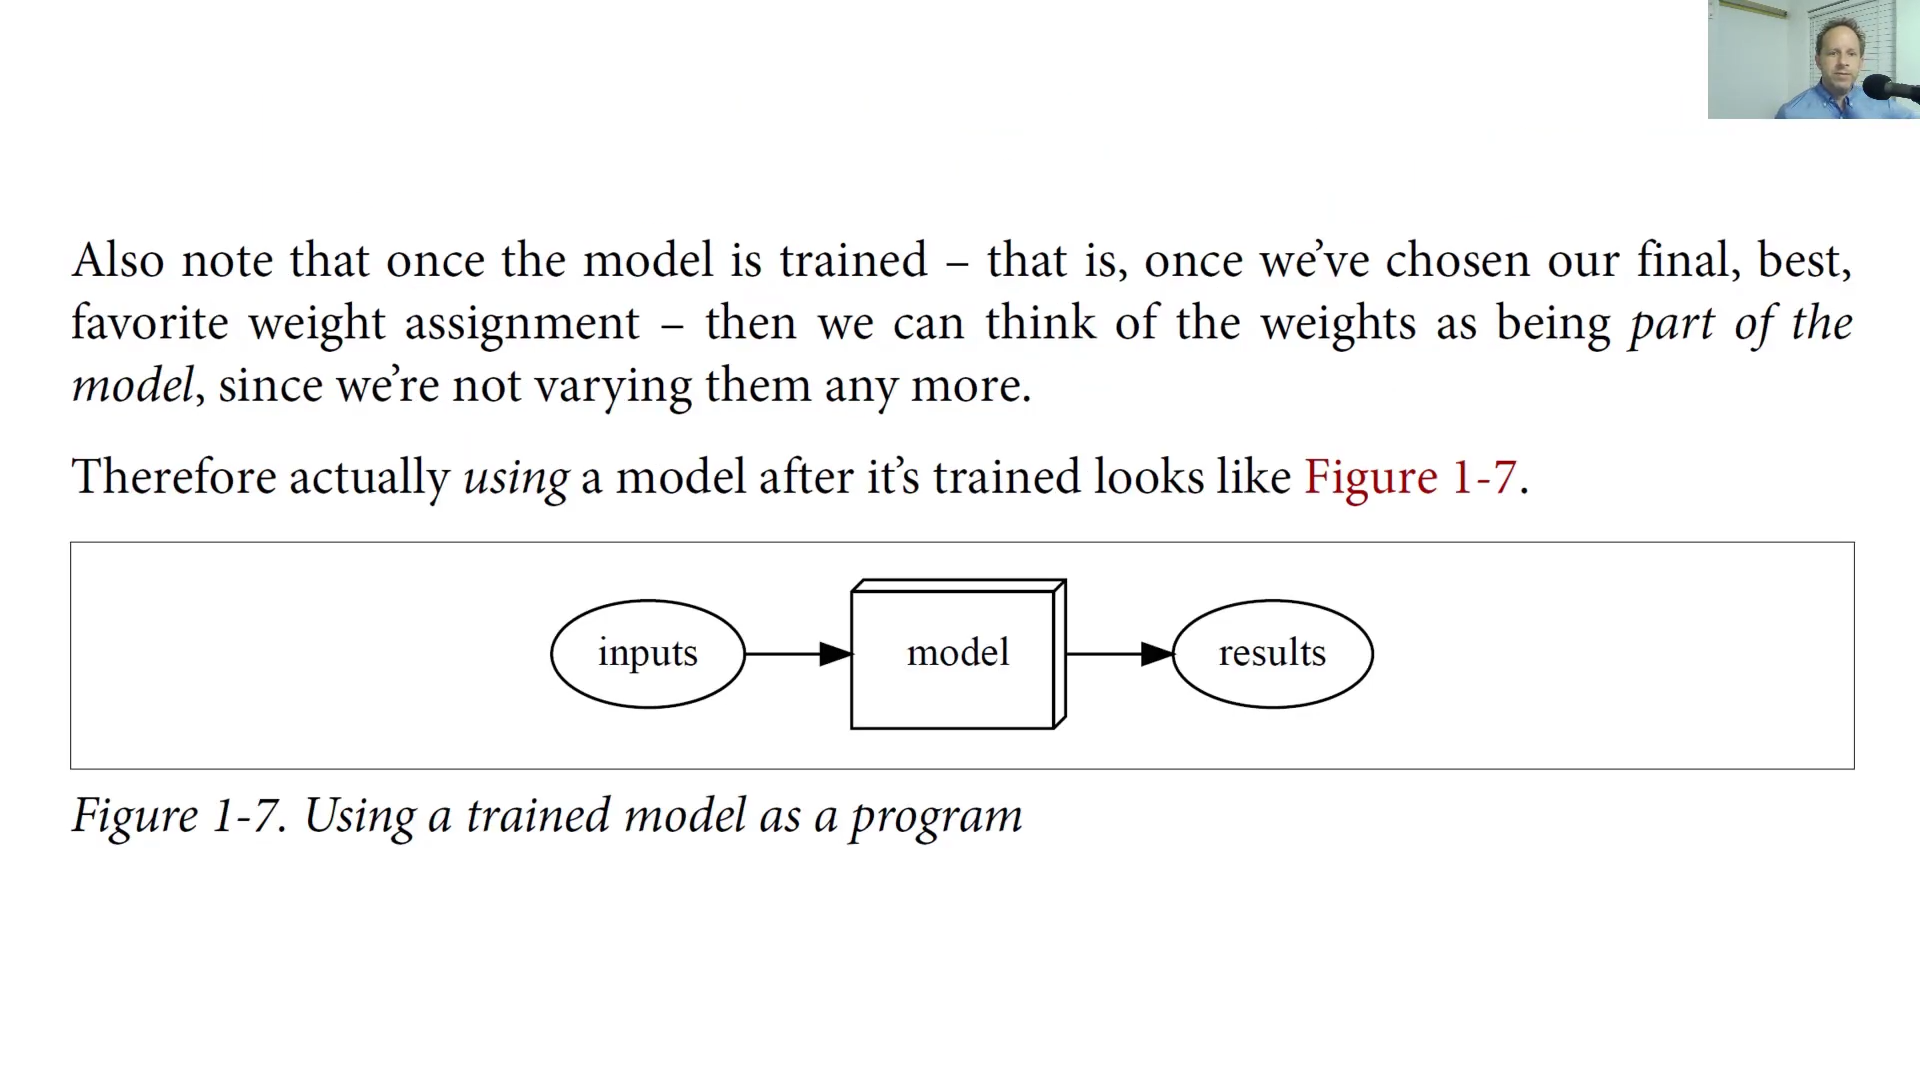 Also note that once the model is trained – that is, once we’ve chosen our final, best,
favorite weight assignment – then we can think of the weights as being part of the
model, since we’re not varying them any more.
Therefore actually using a model after it’s trained looks like Figure 1-7.
inputs model results
Figure 1-7. Using a trained model as a program